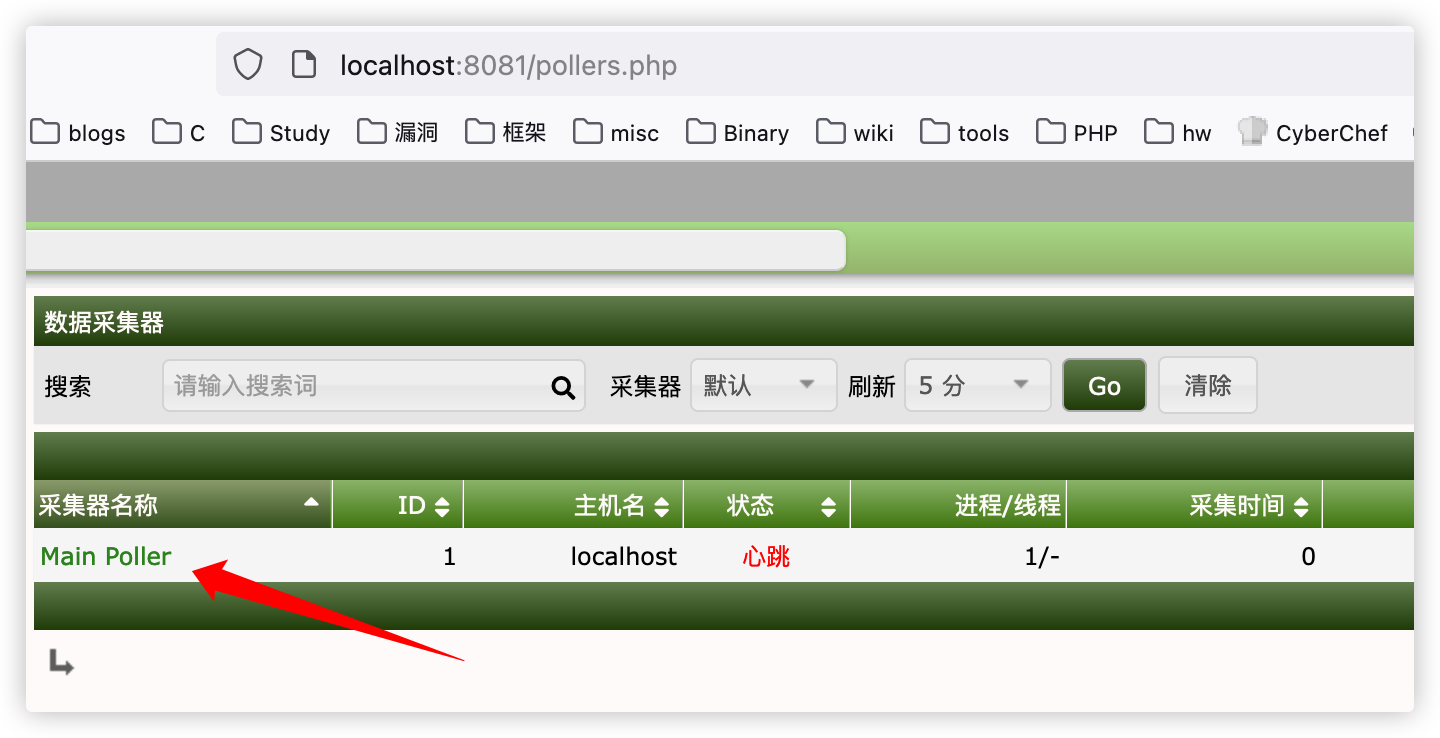 localhost:8081/pollers.php
blogs C Study 漏洞 框架 misc Binary wiki tools PHP hw CyberChef
数据采集器
搜索 请输入搜索词 采集器 默认 刷新 5 分 Go 清除
采集器名称 ID 主机名 状态 进程/线程 采集时间
Main Poller 1 localhost 心跳 1/- 0